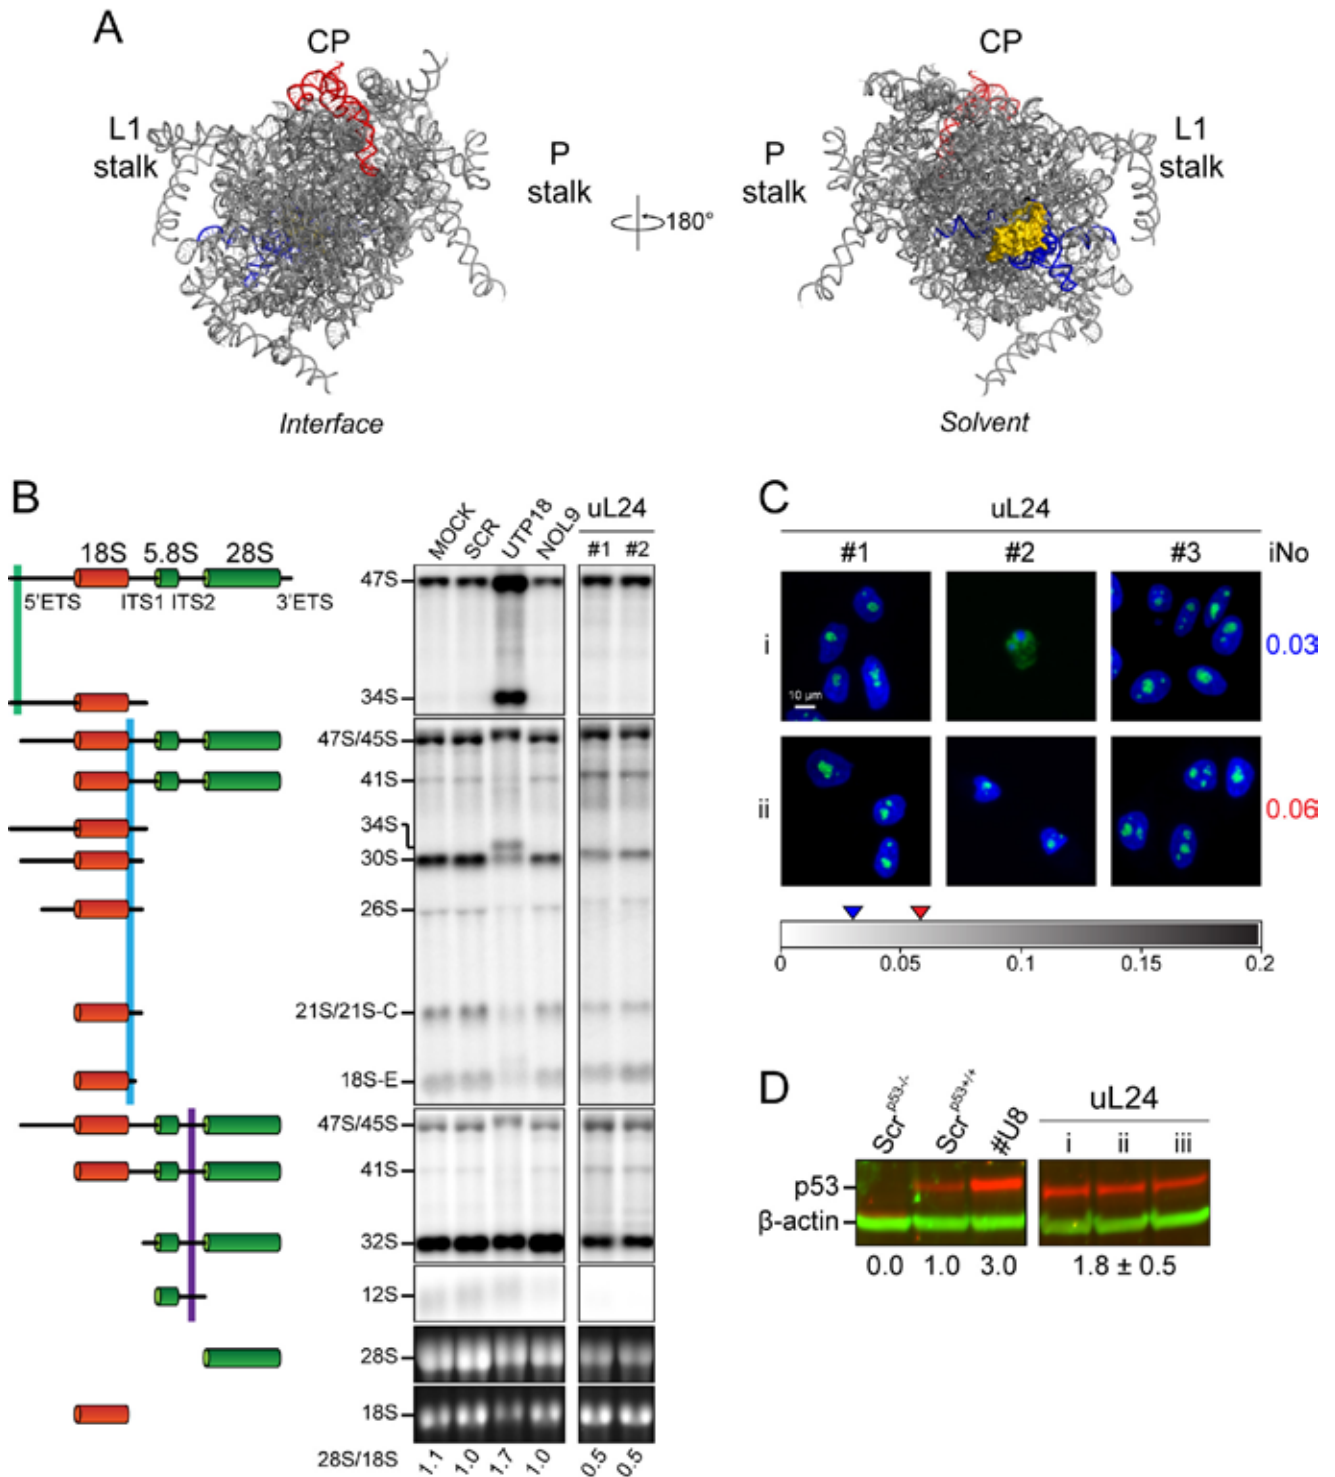 A
CP
L1
stalk
P
stalk
Interface
180°
CP
P
stalk
L1
stalk
Solvent
B
18S 5.8S 28S
5'ETS ITS1 ITS2 3'ETS
MOCK SCR UTP18 NOL9
uL24
#1 #2
47S
34S
47S/45S
41S
34S
30S
26S
21S/21S-C
18S-E
47S/45S
41S
32S
12S
28S
18S
28S/18S 1.1 1.0 1.7 1.0 0.5 0.5
C
uL24
#1 #2 #3 iNo
i 0.03
10 µm
ii 0.06
0 0.05 0.1 0.15 0.2
D
Scr p53-/- Scr p53+/+ #U8
uL24
i ii iii
p53
β-actin
0.0 1.0 3.0 1.8 ± 0.5